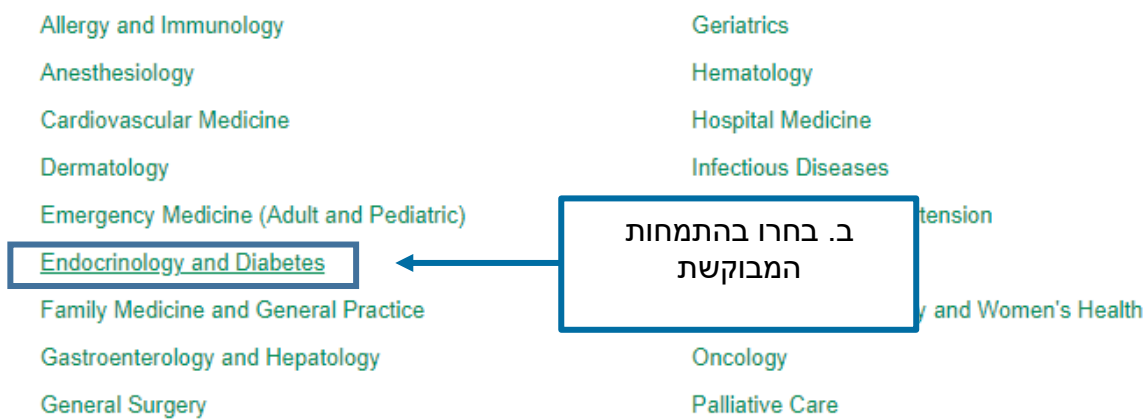 Allergy and Immunology
Anesthesiology
Cardiovascular Medicine
Dermatology
Emergency Medicine (Adult and Pediatric)
Endocrinology and Diabetes
Family Medicine and General Practice
Gastroenterology and Hepatology
General Surgery
ב. בחרו בהתמחות
המבוקשת
Geriatrics
Hematology
Hospital Medicine
Infectious Diseases
and Women's Health
Oncology
Palliative Care